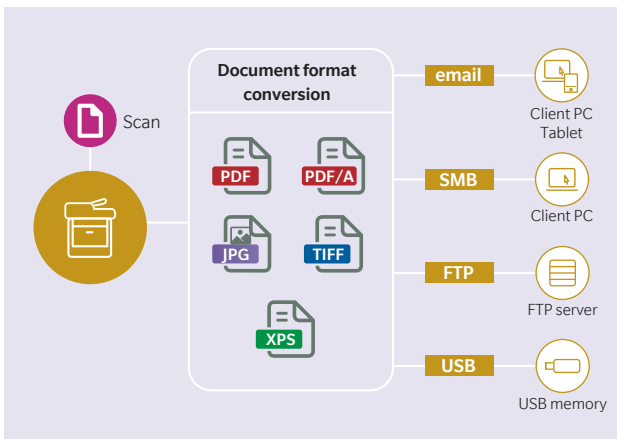 Document format
conversion
Scan
PDF
PDF/A
JPG
TIFF
XPS
email
Client PC
Tablet
SMB
Client PC
FTP
FTP server
USB
USB memory